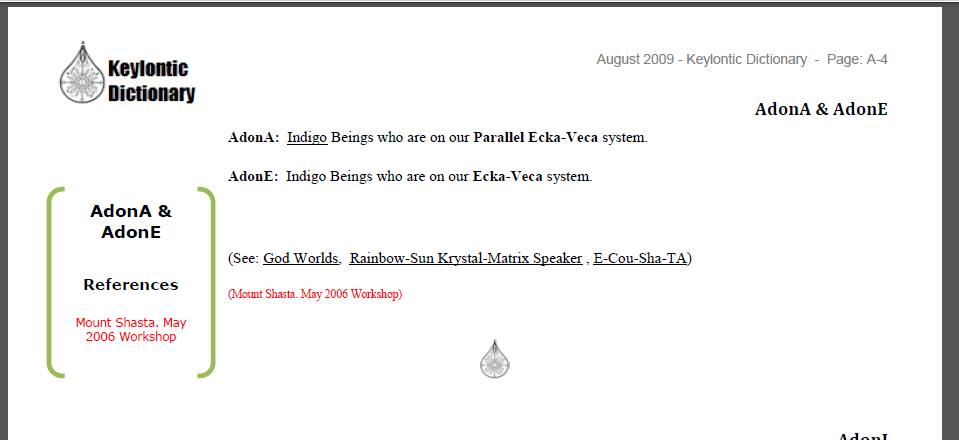 Keylontic
Dictionary
August 2009 - Keylontic Dictionary - Page: A-4
AdonA & AdonE
AdonA: Indigo Beings who are on our Parallel Ecka-Veca system.
AdonE: Indigo Beings who are on our Ecka-Veca system.
AdonA &
AdonE
References
Mount Shasta. May
2006 Workshop
(See: God Worlds, Rainbow-Sun Krystal-Matrix Speaker , E-Cou-Sha-TA)
(Mount Shasta. May 2006 Workshop)
AdonI